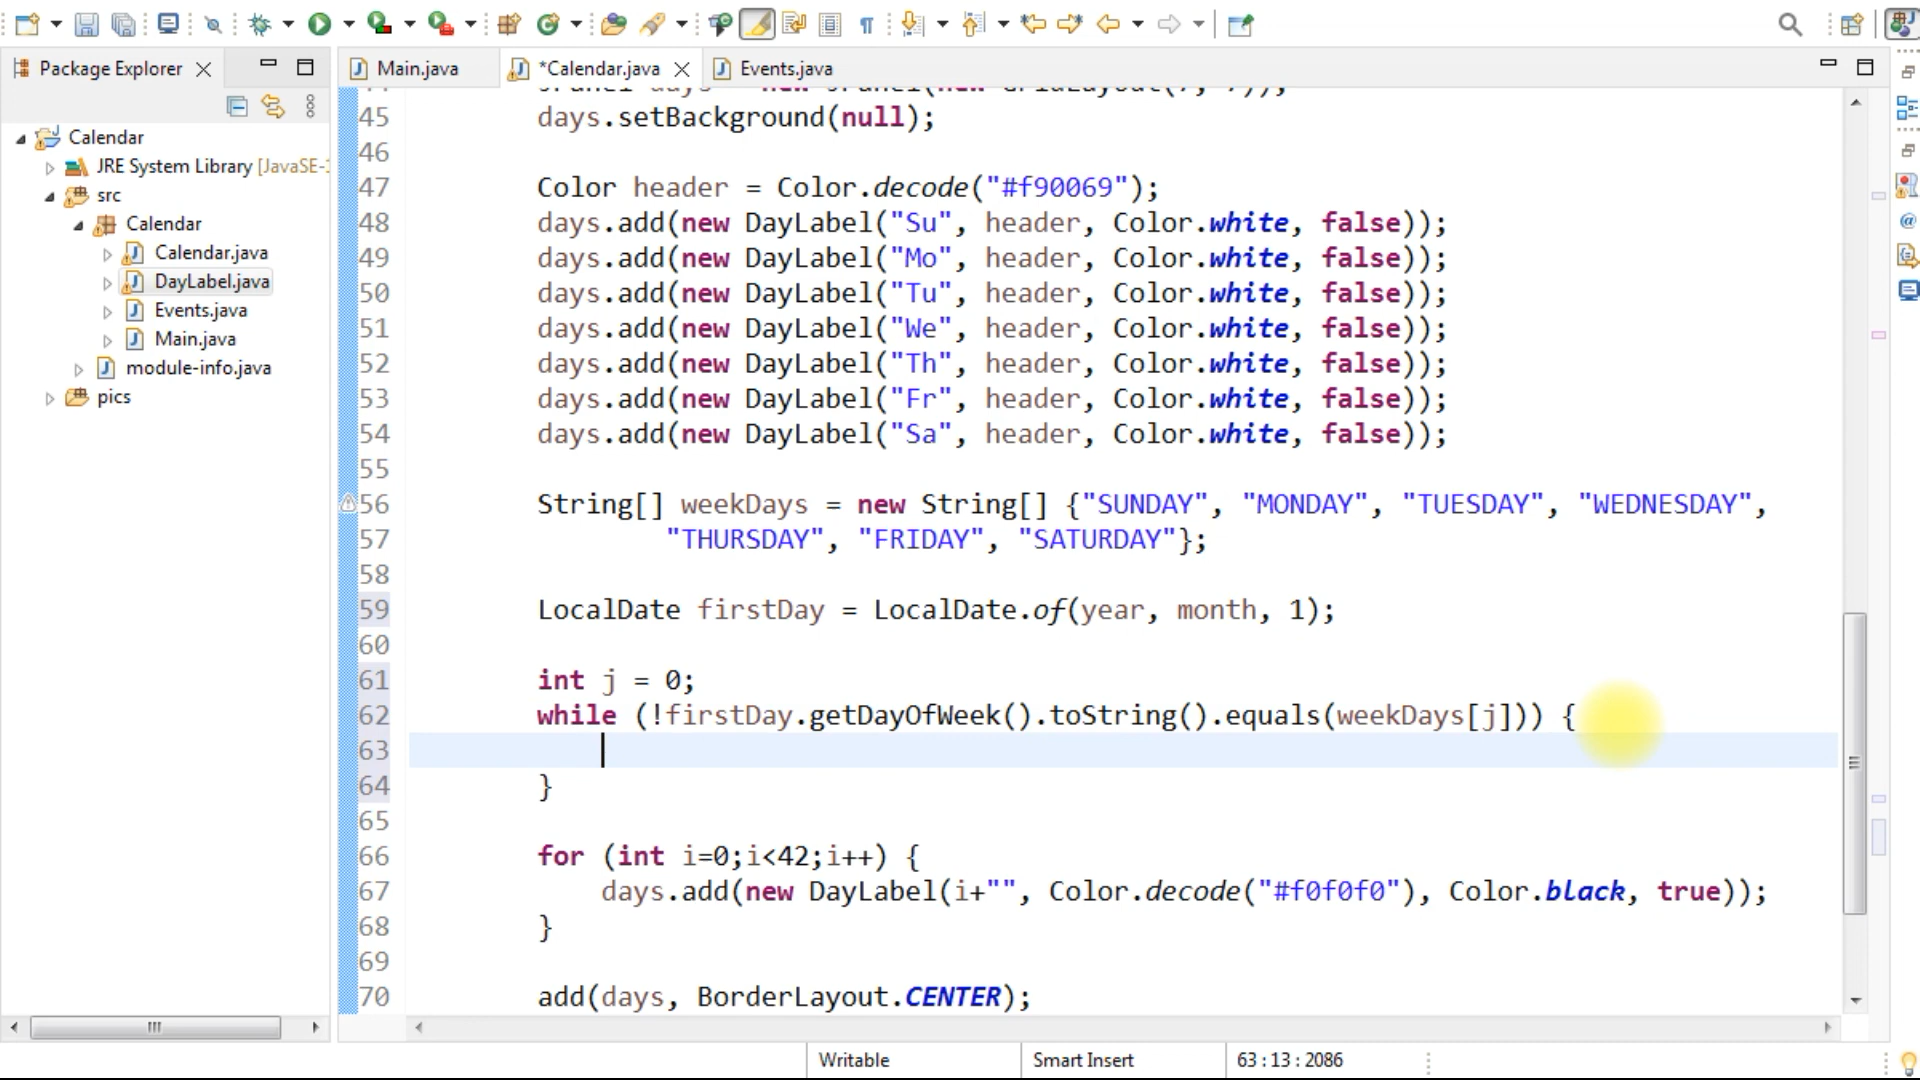 Package Explorer
Main.java
*Calendar.java
Events.java
Calendar
JRE System Library [JavaSE-
src
Calendar
Calendar.java
DayLabel.java
Events.java
Main.java
module-info.java
pics
45 days.setBackground(null);
46
47 Color header = Color.decode("#f90069");
48 days.add(new DayLabel("Su", header, Color.white, false));
49 days.add(new DayLabel("Mo", header, Color.white, false));
50 days.add(new DayLabel("Tu", header, Color.white, false));
51 days.add(new DayLabel("We", header, Color.white, false));
52 days.add(new DayLabel("Th", header, Color.white, false));
53 days.add(new DayLabel("Fr", header, Color.white, false));
54 days.add(new DayLabel("Sa", header, Color.white, false));
55
56 String[] weekDays = new String[] {"SUNDAY", "MONDAY", "TUESDAY", "WEDNESDAY",
57 "THURSDAY", "FRIDAY", "SATURDAY"};
58
59 LocalDate firstDay = LocalDate.of(year, month, 1);
60
61 int j = 0;
62 while (!firstDay.getDayOfWeek().toString().equals(weekDays[j])) {
63
64 }
65
66 for (int i=0;i<42;i++) {
67 days.add(new DayLabel(i+"", Color.decode("#f0f0f0"), Color.black, true));
68 }
69
70 add(days, BorderLayout.CENTER);
Writable
Smart Insert
63 : 13 : 2086